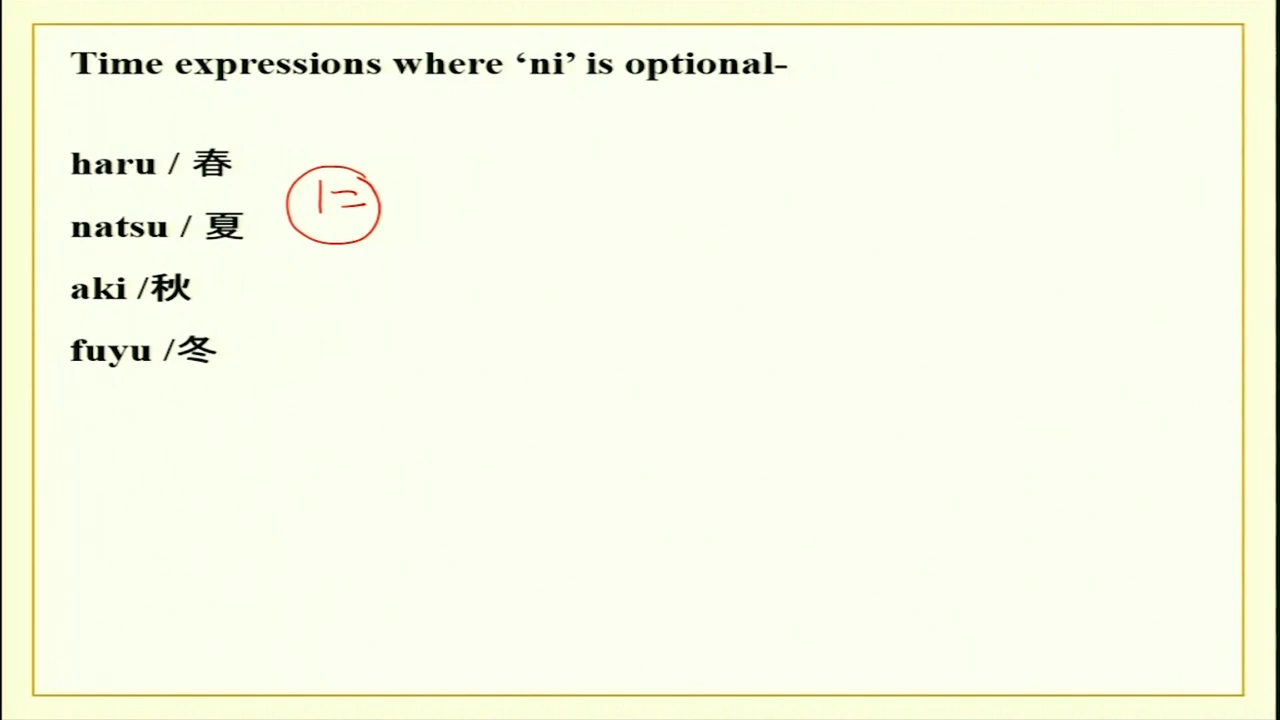 Time expressions where ‘ni’ is optional-
haru / 春
に
natsu / 夏
aki /秋
fuyu /冬